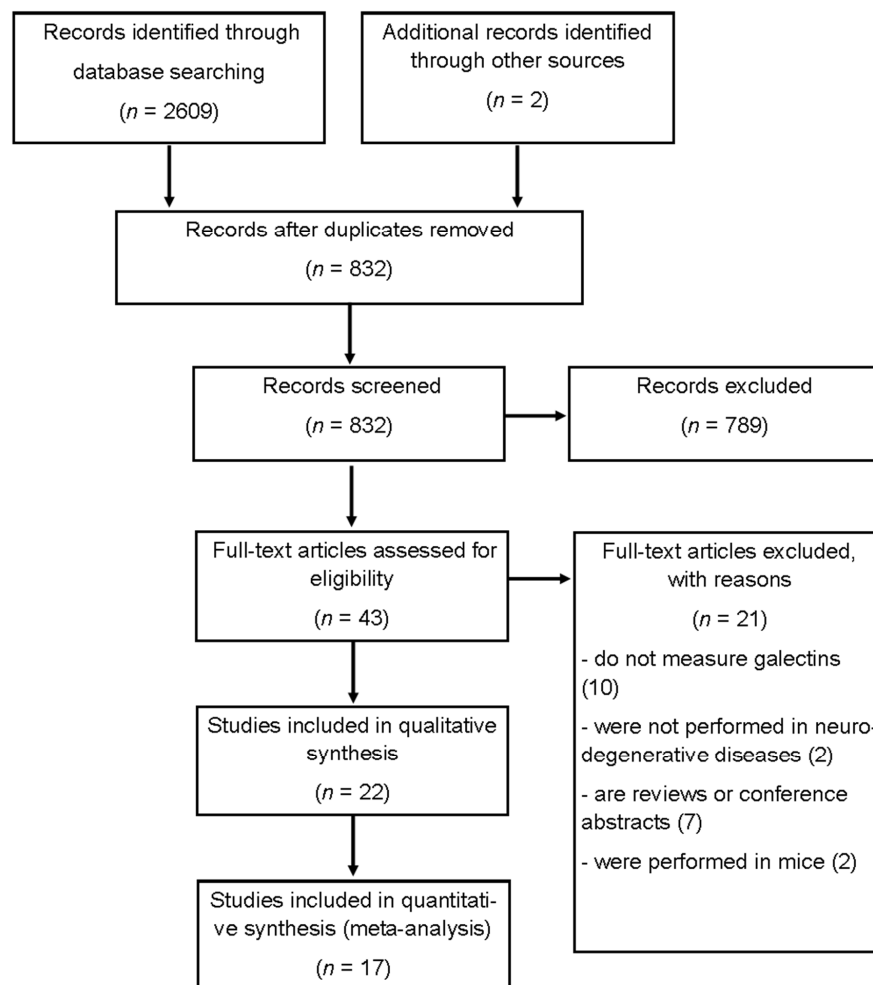 Records identified through
database searching
(n = 2609)
Additional records identified
through other sources
(n = 2)
Records after duplicates removed
(n = 832)
Records screened
(n = 832)
Records excluded
(n = 789)
Full-text articles assessed for
eligibility
(n = 43)
Full-text articles excluded,
with reasons
(n = 21)
- do not measure galectins
(10)
- were not performed in neuro-
degenerative diseases (2)
- are reviews or conference
abstracts (7)
- were performed in mice (2)
Studies included in qualitative
synthesis
(n = 22)
Studies included in quantitati-
ve synthesis (meta-analysis)
(n = 17)